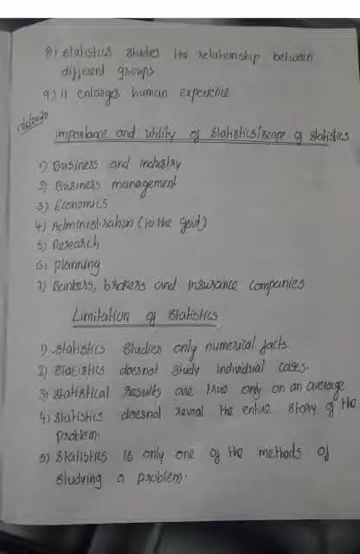 8) Statistics studies the relationship between
different groups
9) It enlarges human experience
Importance and utility of Statistics/scope of statistics
1) Business and industry
2) Business management
3) Economics
4) Administration (to the govt)
5) Research
6) planning
7) Bankers, brokers and insurance companies
Limitation of Statistics
1) Statistics studies only numerical facts.
2) Statistics doesnot study individual cases.
3) Statistical results are true only on an average
4) Statistics doesnot reveal the entire story of the
problem.
5) Statistics is only one of the methods of
studying a problem.